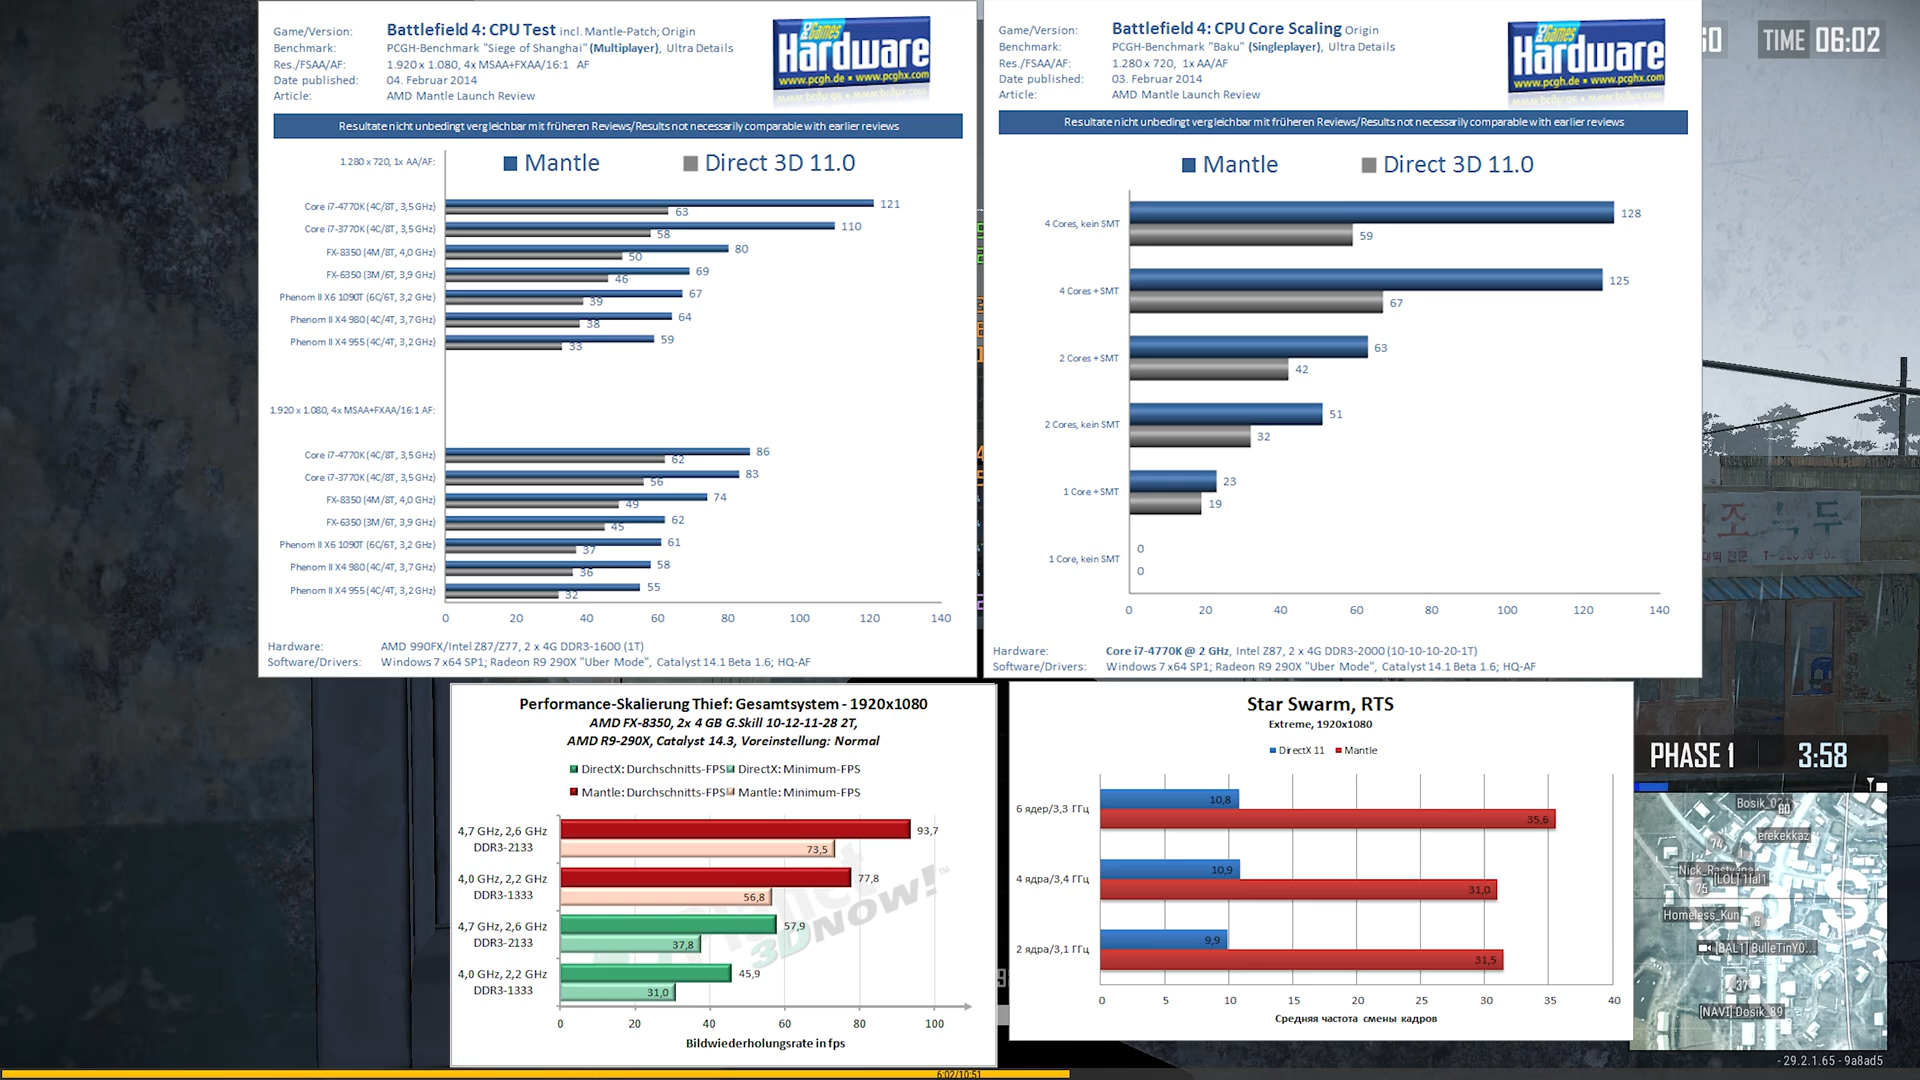 Game/Version: Battlefield 4: CPU Test incl. Mantle-Patch; Origin
Benchmark: PCGH-Benchmark "Siege of Shanghai" (Multiplayer), Ultra Details
Res./FSAA/AF: 1.920 x 1.080, 4x MSAA+FXAA/16:1 AF
Date published: 04. Februar 2014
Article: AMD Mantle Launch Review
PC Games
Hardware
www.pcgh.de • www.pcghx.com
Resultate nicht unbedingt vergleichbar mit früheren Reviews/Results not necessarily comparable with earlier reviews
1.280 x 720, 1x AA/AF: Mantle Direct 3D 11.0
Core i7-4770K (4C/8T, 3,5 GHz) 121
63
Core i7-3770K (4C/8T, 3,5 GHz) 110
58
FX-8350 (4M/8T, 4,0 GHz) 80
50
FX-6350 (3M/6T, 3,9 GHz) 69
46
Phenom II X6 1090T (6C/6T, 3,2 GHz) 67
39
Phenom II X4 980 (4C/4T, 3,7 GHz) 64
38
Phenom II X4 955 (4C/4T, 3,2 GHz) 59
33
1.920 x 1.080, 4x MSAA+FXAA/16:1 AF:
Core i7-4770K (4C/8T, 3,5 GHz) 86
62
Core i7-3770K (4C/8T, 3,5 GHz) 83
56
FX-8350 (4M/8T, 4,0 GHz) 74
49
FX-6350 (3M/6T, 3,9 GHz) 62
45
Phenom II X6 1090T (6C/6T, 3,2 GHz) 61
37
Phenom II X4 980 (4C/4T, 3,7 GHz) 58
36
Phenom II X4 955 (4C/4T, 3,2 GHz) 55
32
0 20 40 60 80 100 120 140
Hardware: AMD 990FX/Intel Z87/Z77, 2 x 4G DDR3-1600 (1T)
Software/Drivers: Windows 7 x64 SP1; Radeon R9 290X "Uber Mode", Catalyst 14.1 Beta 1.6; HQ-AF
Game/Version: Battlefield 4: CPU Core Scaling Origin
Benchmark: PCGH-Benchmark "Baku" (Singleplayer), Ultra Details
Res./FSAA/AF: 1.280 x 720, 1x AA/AF
Date published: 03. Februar 2014
Article: AMD Mantle Launch Review
PC Games
Hardware
www.pcgh.de • www.pcghx.com
Resultate nicht unbedingt vergleichbar mit früheren Reviews/Results not necessarily comparable with earlier reviews
Mantle Direct 3D 11.0
4 Cores, kein SMT 128
59
4 Cores + SMT 125
67
2 Cores + SMT 63
42
2 Cores, kein SMT 51
32
1 Core + SMT 23
19
1 Core, kein SMT 0
0
0 20 40 60 80 100 120 140
Hardware: Core i7-4770K @ 2 GHz, Intel Z87, 2 x 4G DDR3-2000 (10-10-10-20-1T)
Software/Drivers: Windows 7 x64 SP1; Radeon R9 290X "Uber Mode", Catalyst 14.1 Beta 1.6; HQ-AF
TIME 06:02
Performance-Skalierung Thief: Gesamtsystem - 1920x1080
AMD FX-8350, 2x 4 GB G.Skill 10-12-11-28 2T,
AMD R9-290X, Catalyst 14.3, Voreinstellung: Normal
DirectX: Durchschnitts-FPS DirectX: Minimum-FPS
Mantle: Durchschnitts-FPS Mantle: Minimum-FPS
4,7 GHz, 2,6 GHz 93,7
DDR3-2133 73,5
4,0 GHz, 2,2 GHz 77,8
DDR3-1333 56,8
4,7 GHz, 2,6 GHz 57,9
DDR3-2133 37,8
4,0 GHz, 2,2 GHz 45,9
DDR3-1333 31,0
3DNOW!™
0 20 40 60 80 100
Bildwiederholungsrate in fps
Star Swarm, RTS
Extreme, 1920x1080
DirectX 11 Mantle
6 ядер/3,3 ГГц 10,8
35,6
4 ядра/3,4 ГГц 10,9
31,0
2 ядра/3,1 ГГц 9,9
31,5
0 5 10 15 20 25 30 35 40
Средняя частота смены кадров
PHASE 1 3:58
erekekkaz
74
75
Homeless_Kun
[BAL1] BulleTinY0...
37
[NAVI] Dosik_89
- 29.2.1.65 - 9a8ad5
6:02/10:51